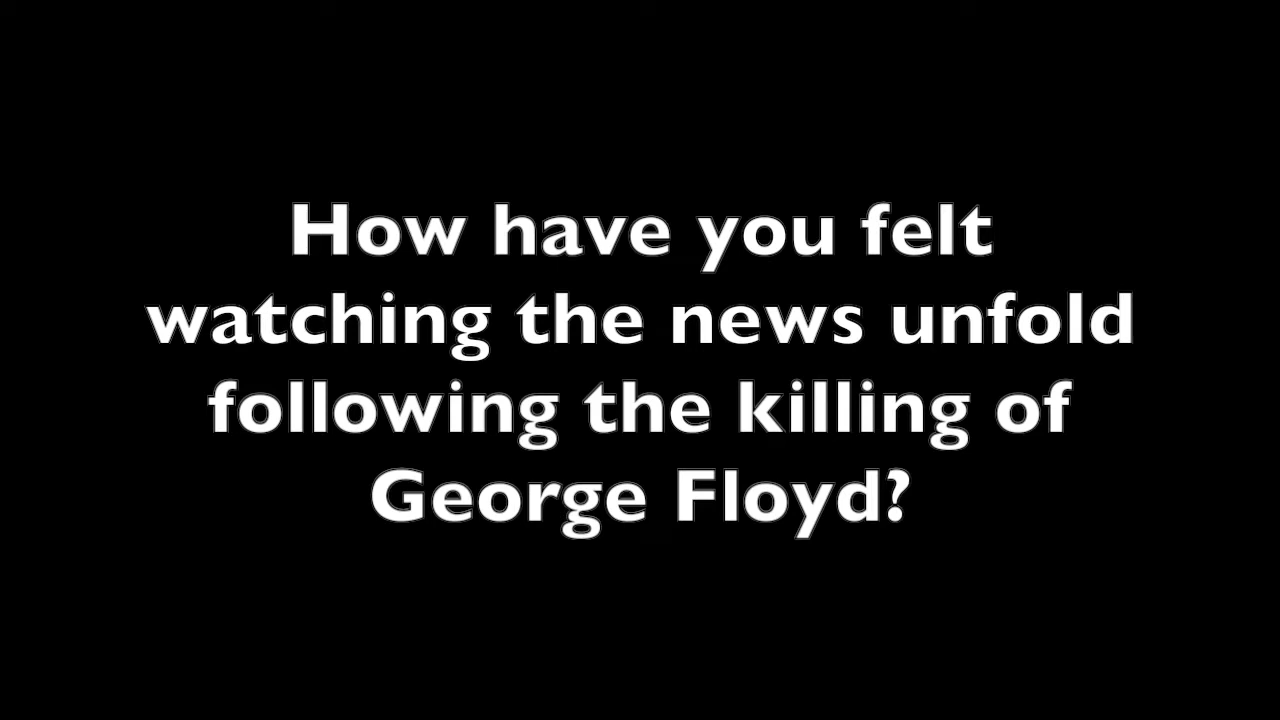 How have you felt
watching the news unfold
following the killing of
George Floyd?